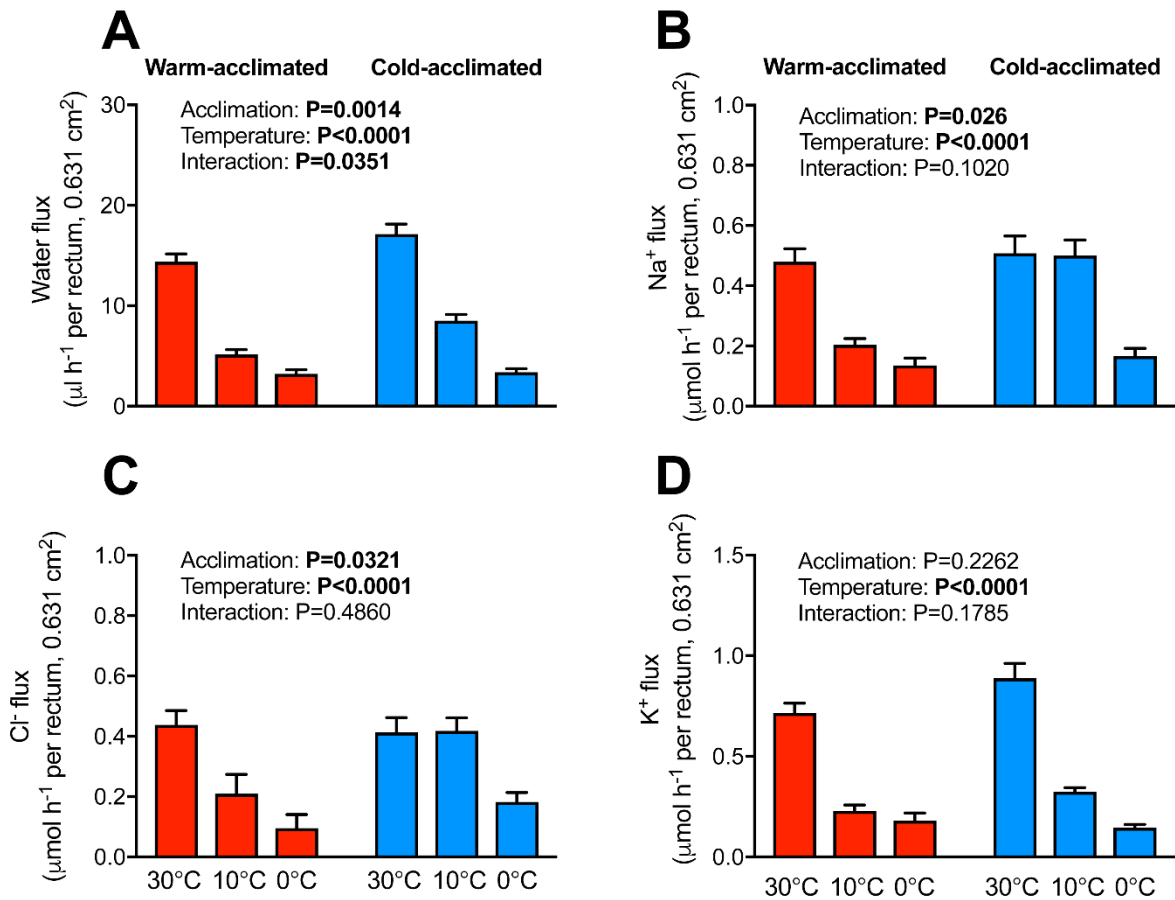 A
Warm-acclimated Cold-acclimated
Acclimation: P=0.0014
Temperature: P<0.0001
Interaction: P=0.0351
30
20
10
0
Water flux
(μl h⁻¹ per rectum, 0.631 cm²)
B
Warm-acclimated Cold-acclimated
Acclimation: P=0.026
Temperature: P<0.0001
Interaction: P=0.1020
1.0
0.8
0.6
0.4
0.2
0.0
Na⁺ flux
(μmol h⁻¹ per rectum, 0.631 cm²)
C
Acclimation: P=0.0321
Temperature: P<0.0001
Interaction: P=0.4860
1.0
0.8
0.6
0.4
0.2
0.0
Cl⁻ flux
(μmol h⁻¹ per rectum, 0.631 cm²)
30°C 10°C 0°C 30°C 10°C 0°C
D
Acclimation: P=0.2262
Temperature: P<0.0001
Interaction: P=0.1785
1.5
1.0
0.5
0.0
K⁺ flux
(μmol h⁻¹ per rectum, 0.631 cm²)
30°C 10°C 0°C 30°C 10°C 0°C